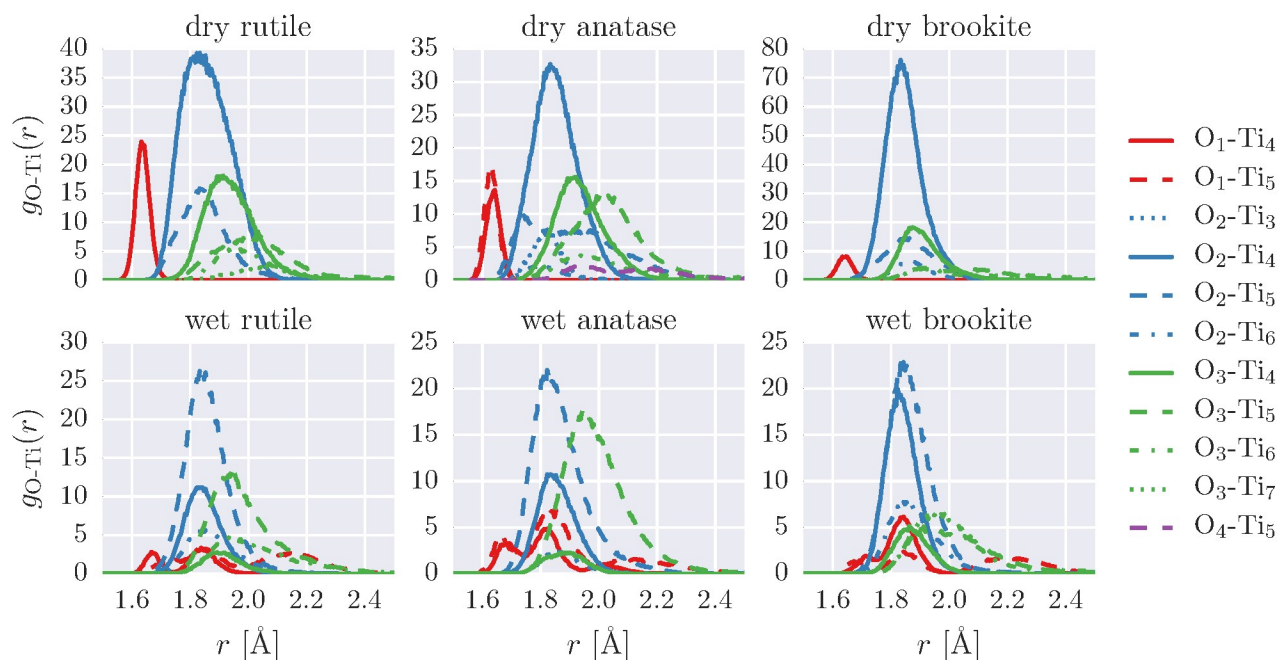 dry rutile
dry anatase
dry brookite
40
35
30
25
20
15
10
5
0
35
30
25
20
15
10
5
0
80
70
60
50
40
30
20
10
0
g_O-Ti(r)
wet rutile
wet anatase
wet brookite
30
25
20
15
10
5
0
25
20
15
10
5
0
25
20
15
10
5
0
g_O-Ti(r)
1.6 1.8 2.0 2.2 2.4
1.6 1.8 2.0 2.2 2.4
1.6 1.8 2.0 2.2 2.4
r [Å]
r [Å]
r [Å]
O₁-Ti₄
O₁-Ti₅
O₂-Ti₃
O₂-Ti₄
O₂-Ti₅
O₂-Ti₆
O₃-Ti₄
O₃-Ti₅
O₃-Ti₆
O₃-Ti₇
O₄-Ti₅